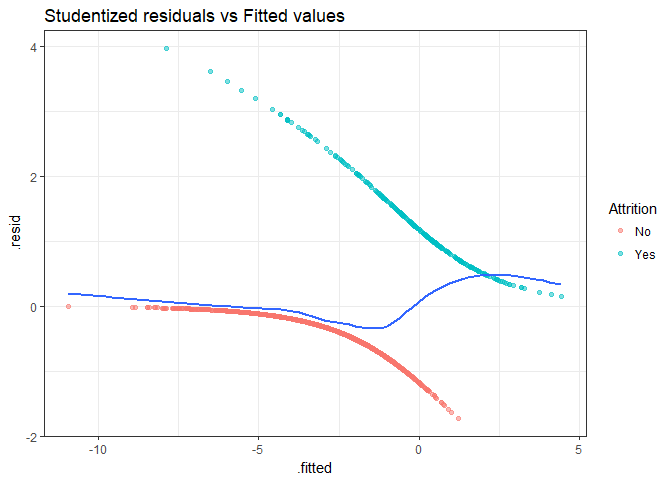 Studentized residuals vs Fitted values
4
2
0
-2
.resid
-10
-5
0
5
.fitted
Attrition
No
Yes